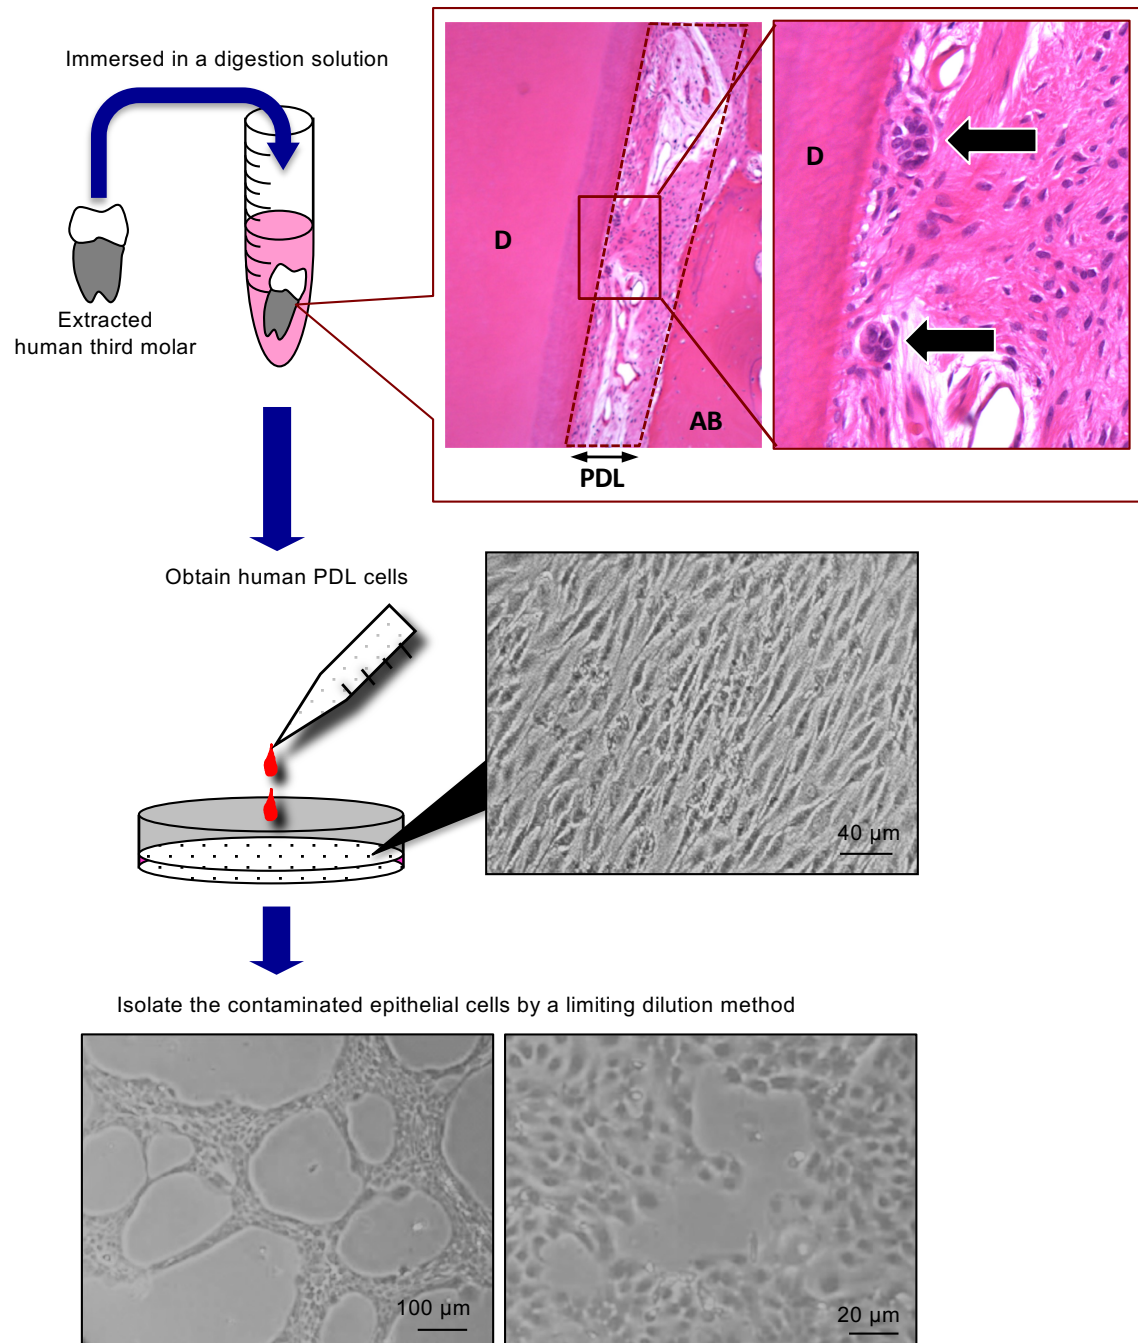 Immersed in a digestion solution
Extracted
human third molar
D
AB
PDL
D
Obtain human PDL cells
40 μm
Isolate the contaminated epithelial cells by a limiting dilution method
100 μm
20 μm